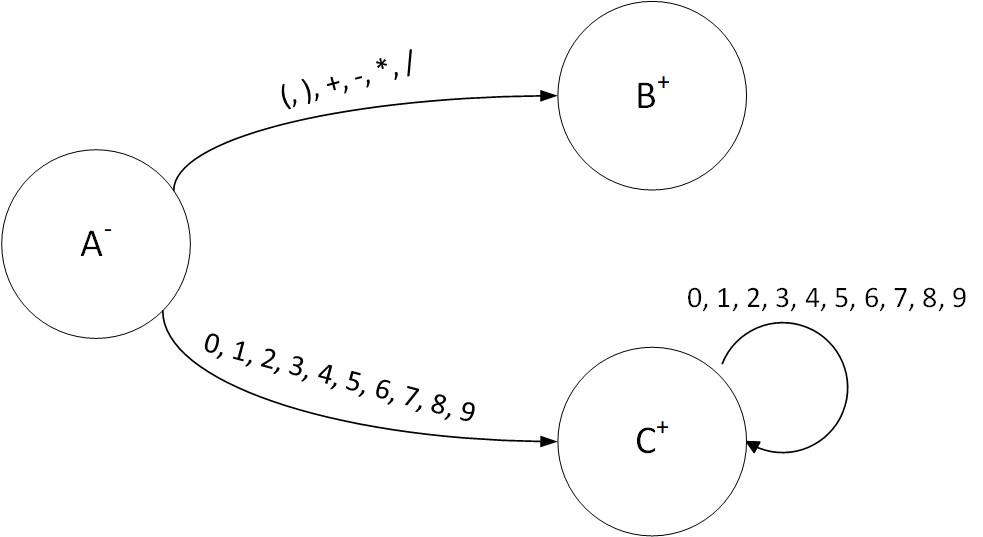 (, ), +, -, *, /
B+
A-
0, 1, 2, 3, 4, 5, 6, 7, 8, 9
0, 1, 2, 3, 4, 5, 6, 7, 8, 9
C+